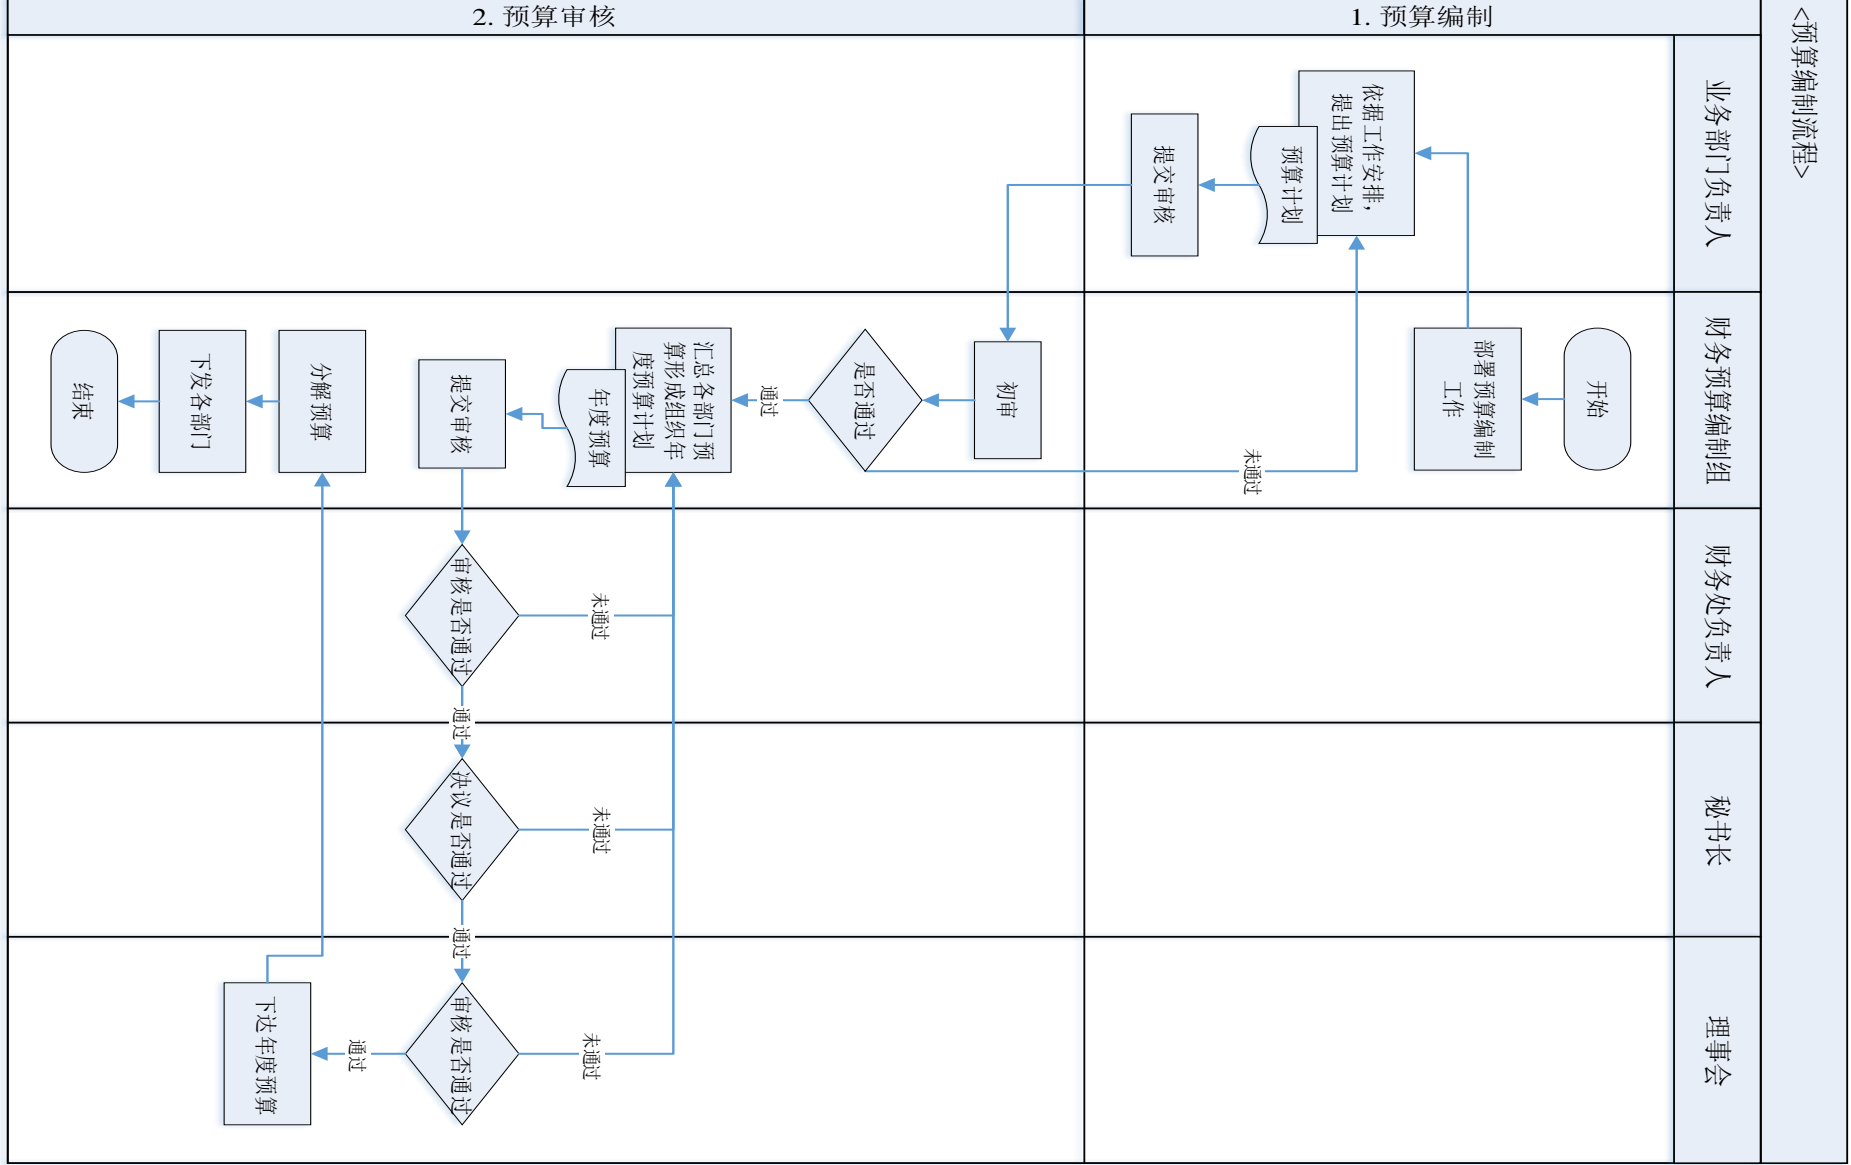 <预算编制流程>
业务部门负责人
财务预算编制组
财务处负责人
秘书长
理事会
1. 预算编制
开始
部署预算编制
工作
依据工作安排，
提出预算计划
预算计划
提交审核
未通过
2. 预算审核
初审
是否通过
通过
汇总各部门预
算形成组织年
度预算计划
年度预算
提交审核
审核是否通过
未通过
通过
决议是否通过
未通过
通过
审核是否通过
未通过
通过
下达年度预算
分解预算
下发各部门
结束